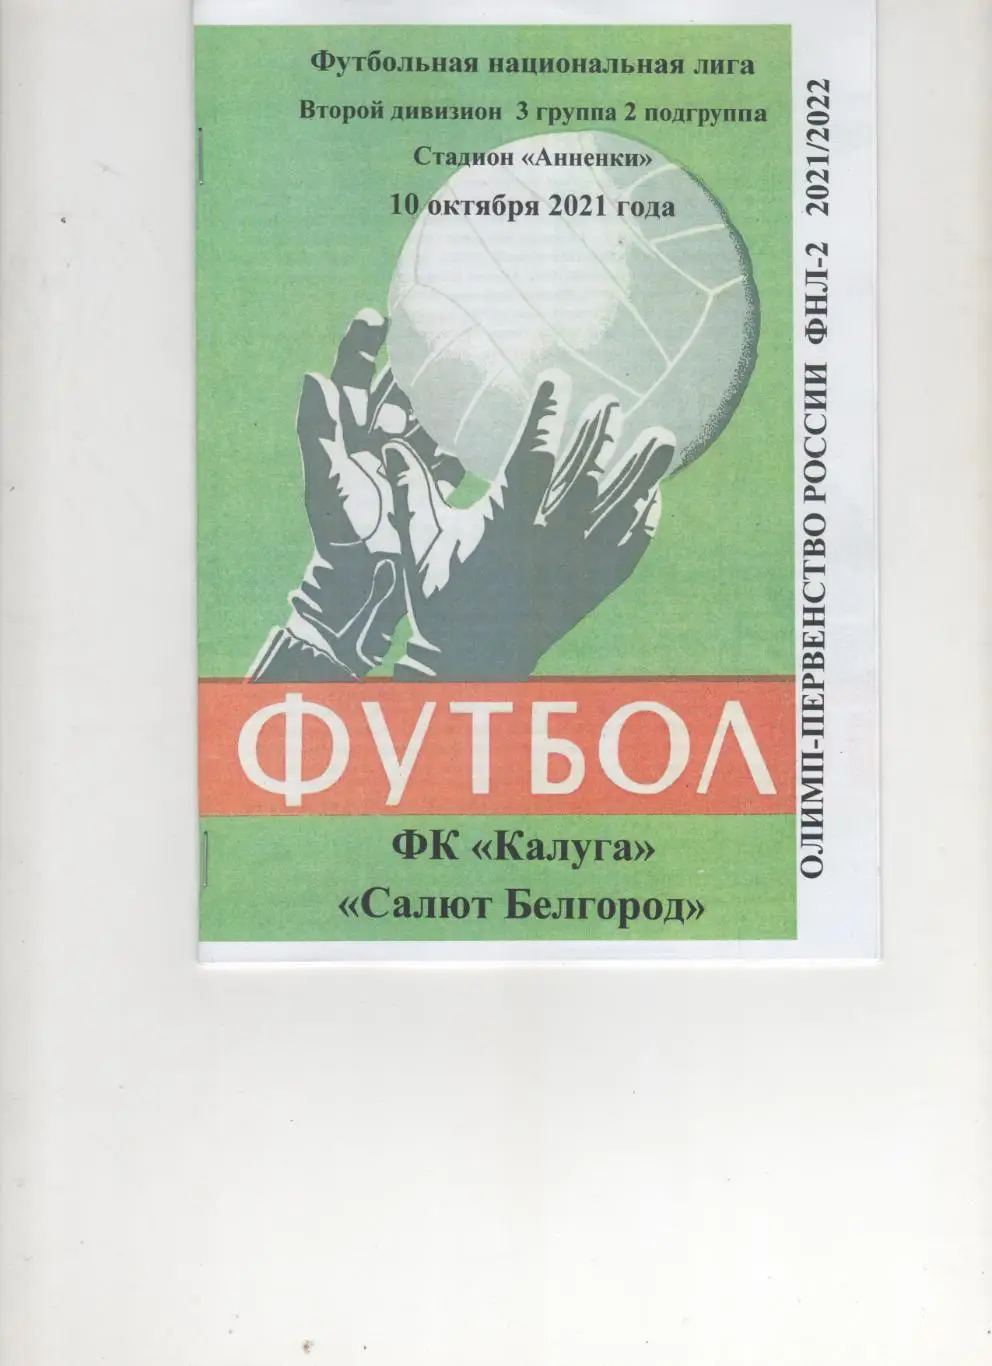 Футбольная национальная лига
Второй дивизион 3 группа 2 подгруппа
Стадион «Анненки»
10 октября 2021 года
ФУТБОЛ
ФК «Калуга»
«Салют Белгород»
ОЛИМП-ПЕРВЕНСТВО РОССИИ ФНЛ-2 2021/2022